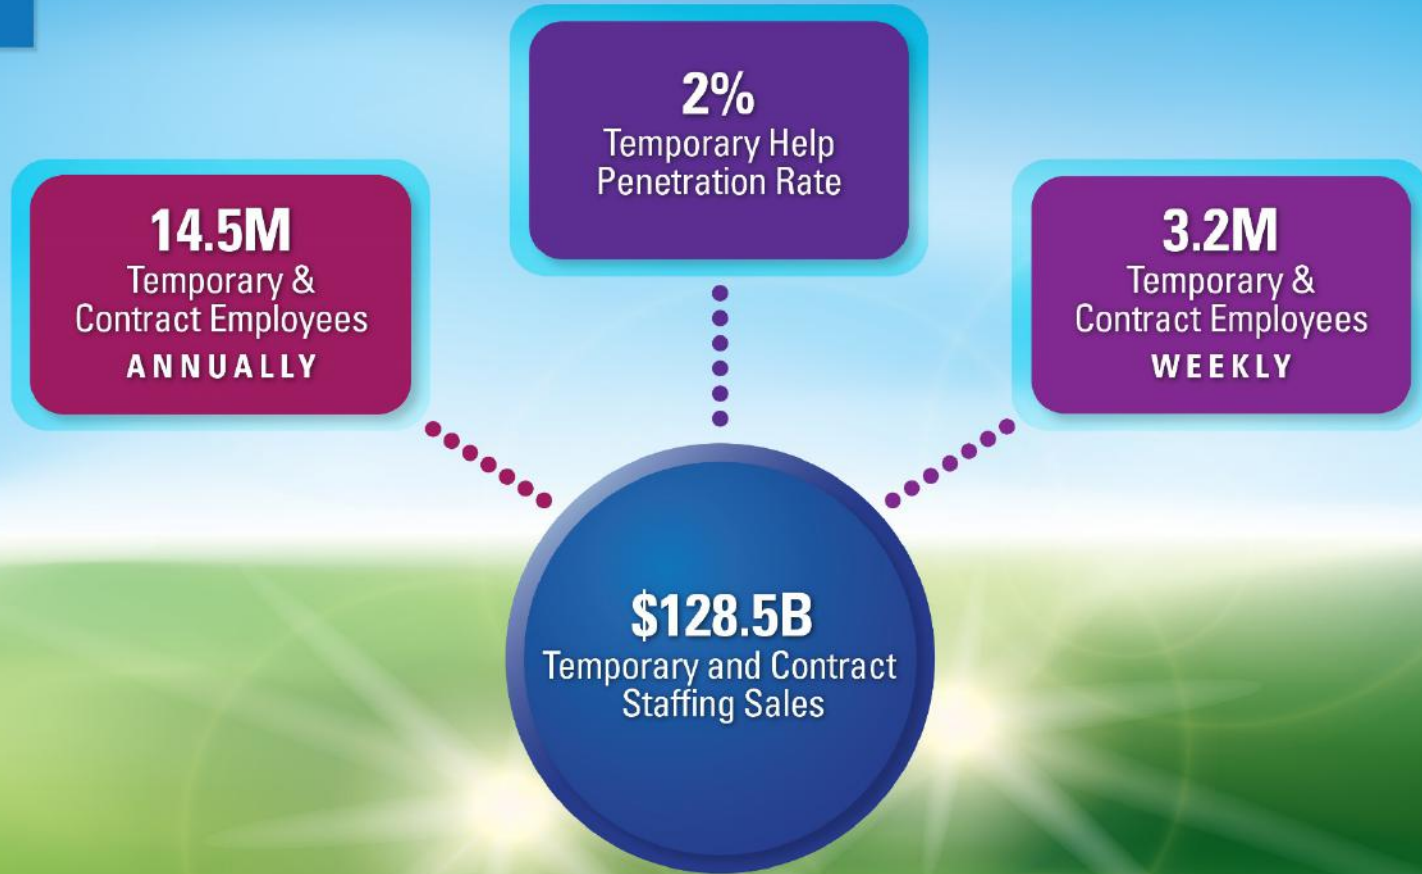 2%
Temporary Help
Penetration Rate
14.5M
Temporary &
Contract Employees
ANNUALLY
3.2M
Temporary &
Contract Employees
WEEKLY
$128.5B
Temporary and Contract
Staffing Sales